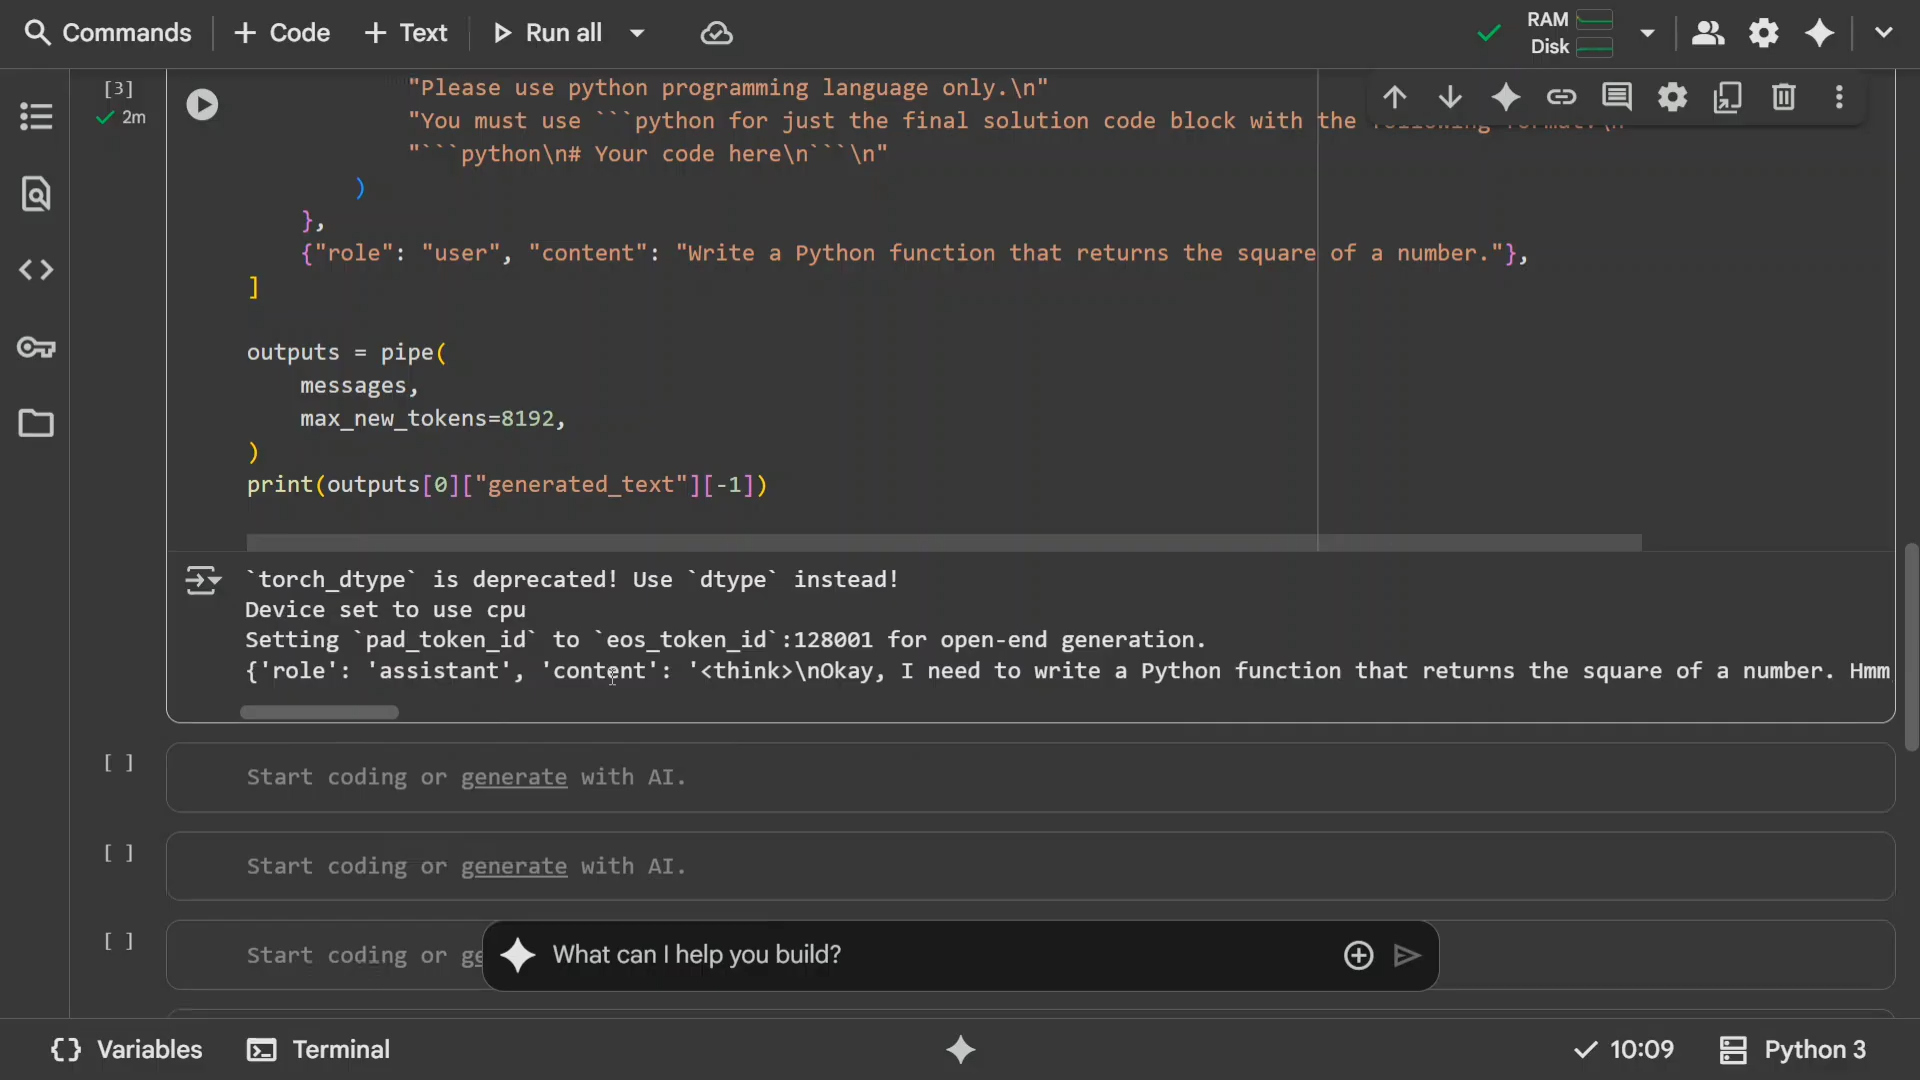 Commands + Code + Text Run all RAM
Disk
[3]
2m
"Please use python programming language only.\n"
"You must use ```python for just the final solution code block with the following format:\n
"```python\n# Your code here\n```\n"
)
},
{"role": "user", "content": "Write a Python function that returns the square of a number."},
]
outputs = pipe(
messages,
max_new_tokens=8192,
)
print(outputs[0]["generated_text"][-1])
`torch_dtype` is deprecated! Use `dtype` instead!
Device set to use cpu
Setting `pad_token_id` to `eos_token_id`:128001 for open-end generation.
{'role': 'assistant', 'content': '<think>\nOkay, I need to write a Python function that returns the square of a number. Hmm
[ ] Start coding or generate with AI.
[ ] Start coding or generate with AI.
[ ] Start coding or ge
What can I help you build?
Variables Terminal 10:09 Python 3